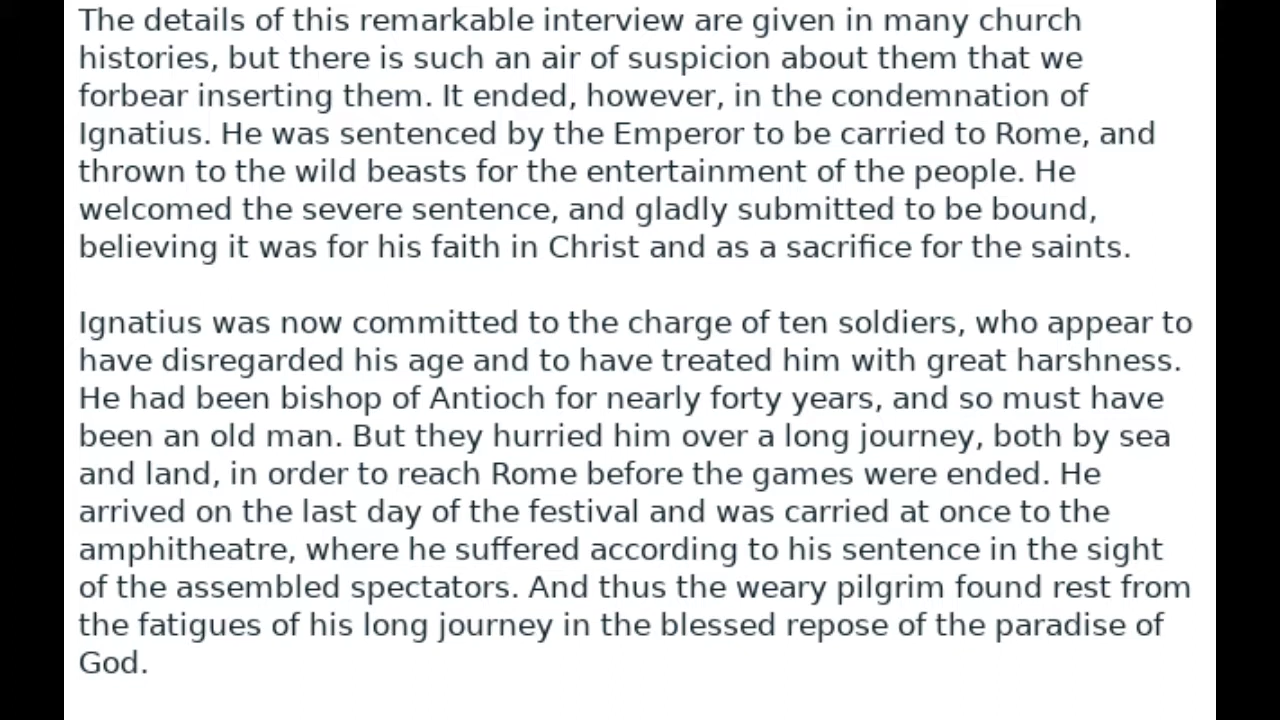 The details of this remarkable interview are given in many church
histories, but there is such an air of suspicion about them that we
forbear inserting them. It ended, however, in the condemnation of
Ignatius. He was sentenced by the Emperor to be carried to Rome, and
thrown to the wild beasts for the entertainment of the people. He
welcomed the severe sentence, and gladly submitted to be bound,
believing it was for his faith in Christ and as a sacrifice for the saints.
Ignatius was now committed to the charge of ten soldiers, who appear to
have disregarded his age and to have treated him with great harshness.
He had been bishop of Antioch for nearly forty years, and so must have
been an old man. But they hurried him over a long journey, both by sea
and land, in order to reach Rome before the games were ended. He
arrived on the last day of the festival and was carried at once to the
amphitheatre, where he suffered according to his sentence in the sight
of the assembled spectators. And thus the weary pilgrim found rest from
the fatigues of his long journey in the blessed repose of the paradise of
God.